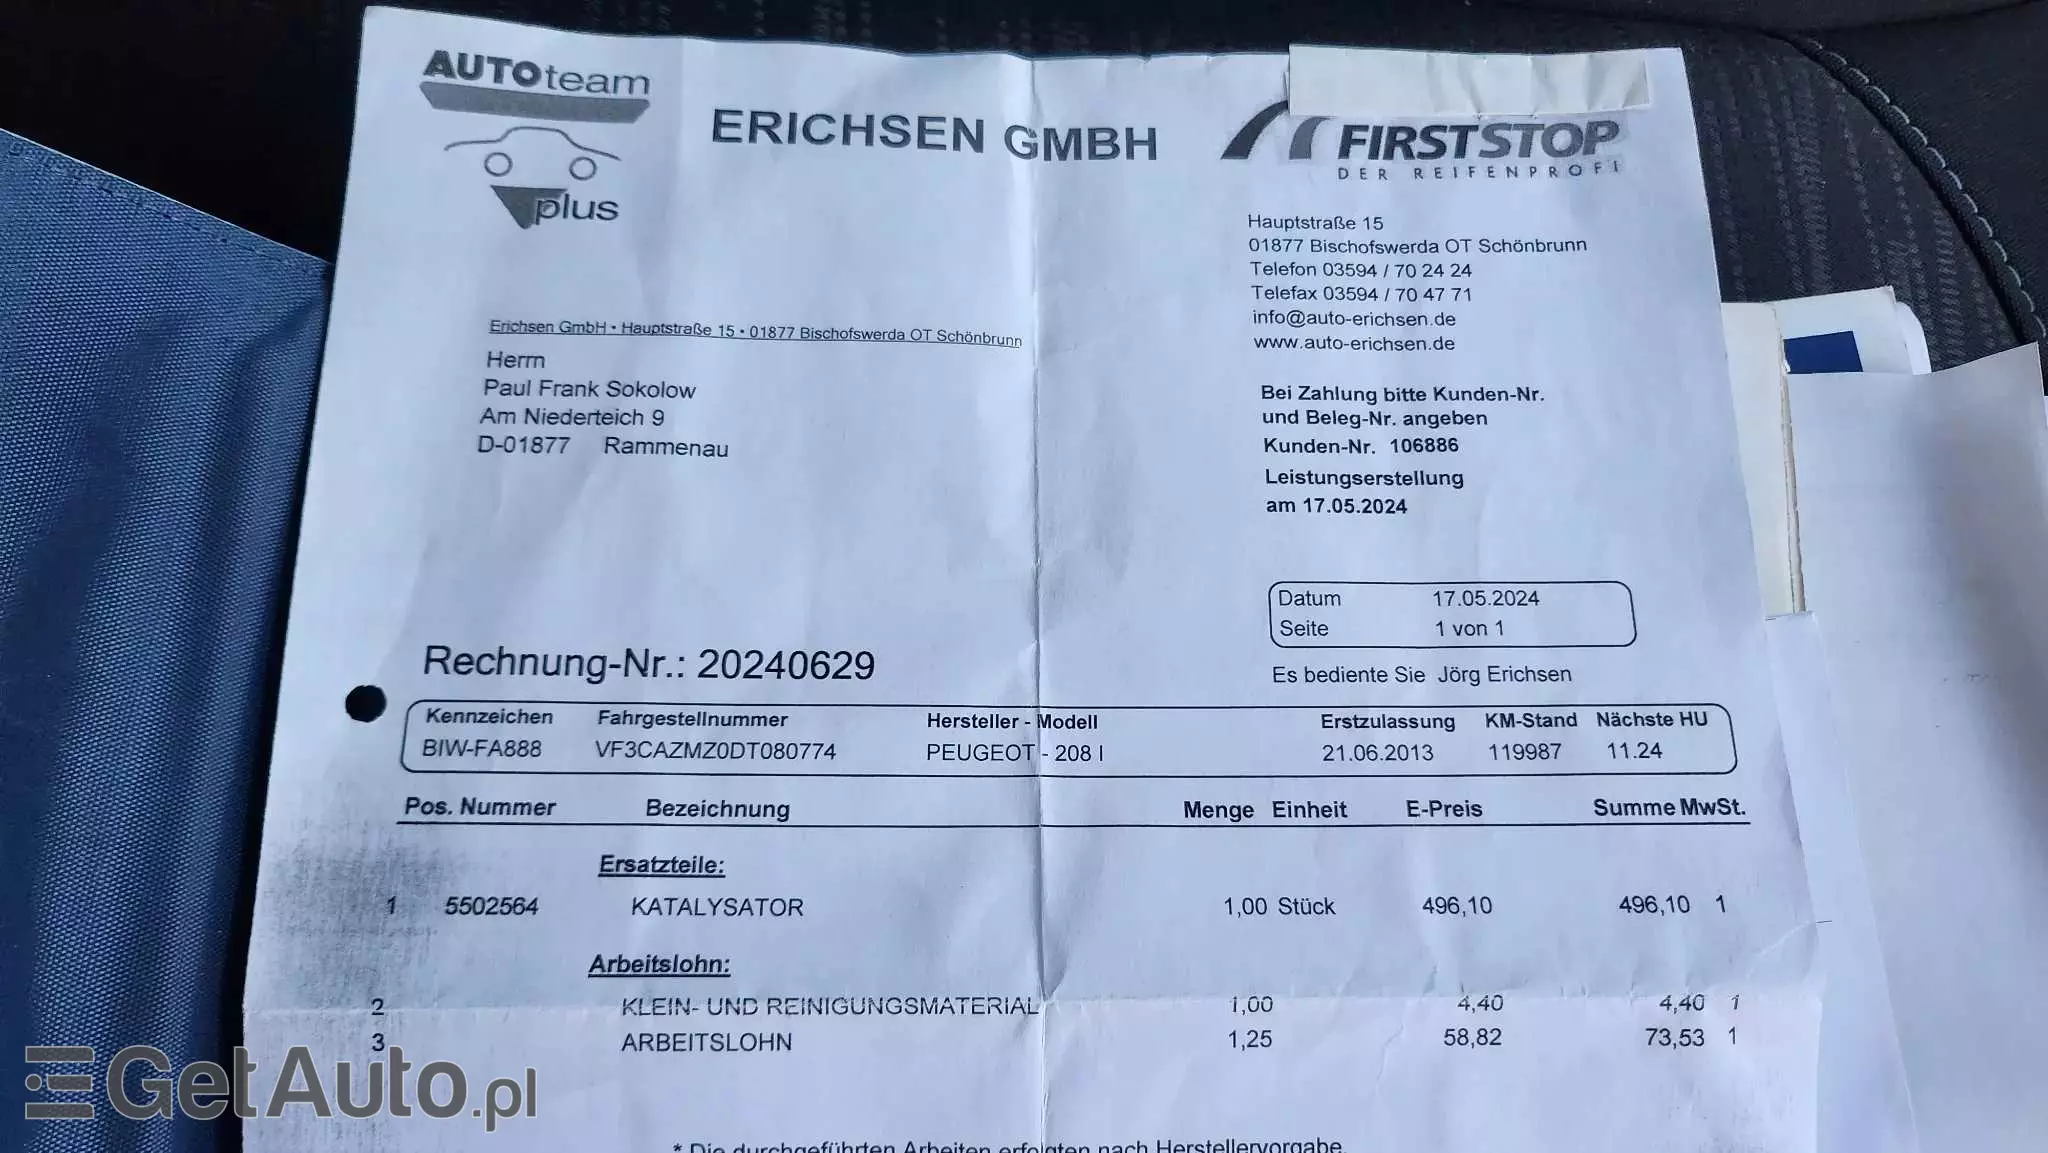 AUTOteam
plus
ERICHSEN GMBH
FIRSTSTOP
DER REIFENPROFI
Hauptstraße 15
01877 Bischofswerda OT Schönbrunn
Telefon 03594 / 70 24 24
Telefax 03594 / 70 47 71
info@auto-erichsen.de
www.auto-erichsen.de
Erichsen GmbH • Hauptstraße 15 • 01877 Bischofswerda OT Schönbrunn
Herrn
Paul Frank Sokolow
Am Niederteich 9
D-01877 Rammenau
Bei Zahlung bitte Kunden-Nr.
und Beleg-Nr. angeben
Kunden-Nr. 106886
Leistungserstellung
am 17.05.2024
Datum 17.05.2024
Seite 1 von 1
Es bediente Sie Jörg Erichsen
Rechnung-Nr.: 20240629
Kennzeichen Fahrgestellnummer Hersteller - Modell Erstzulassung KM-Stand Nächste HU
BIW-FA888 VF3CAZMZ0DT080774 PEUGEOT - 208 I 21.06.2013 119987 11.24
Pos. Nummer Bezeichnung Menge Einheit E-Preis Summe MwSt.
Ersatzteile:
1 5502564 KATALYSATOR 1,00 Stück 496,10 496,10 1
Arbeitslohn:
2 KLEIN- UND REINIGUNGSMATERIAL 1,00 4,40 4,40 1
3 ARBEITSLOHN 1,25 58,82 73,53 1
* Die durchgeführten Arbeiten erfolgten nach Herstellervorgabe.
GetAuto.pl